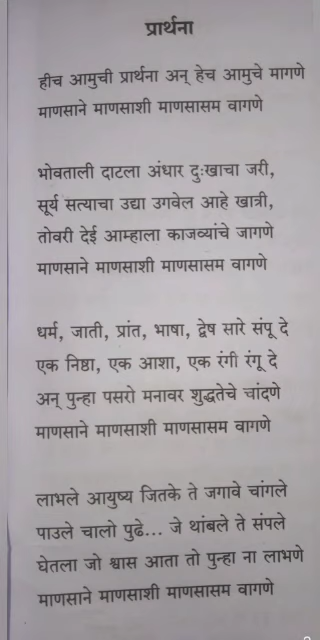 प्रार्थना
हीच आमुची प्रार्थना अन् हेच आमुचे मागणे
माणसाने माणसाशी माणसासम वागणे
भोवताली दाटला अंधार दुःखाचा जरी,
सूर्य सत्याचा उद्या उगवेल आहे खात्री,
तोवरी देई आम्हाला काजव्यांचे जागणे
माणसाने माणसाशी माणसासम वागणे
धर्म, जाती, प्रांत, भाषा, द्वेष सारे संपू दे
एक निष्ठा, एक आशा, एक रंगी रंगू दे
अन् पुन्हा पसरो मनावर शुद्धतेचे चांदणे
माणसाने माणसाशी माणसासम वागणे
लाभले आयुष्य जितके ते जगावे चांगले
पाउले चालो पुढे... जे थांबले ते संपले
घेतला जो श्वास आता तो पुन्हा ना लाभणे
माणसाने माणसाशी माणसासम वागणे